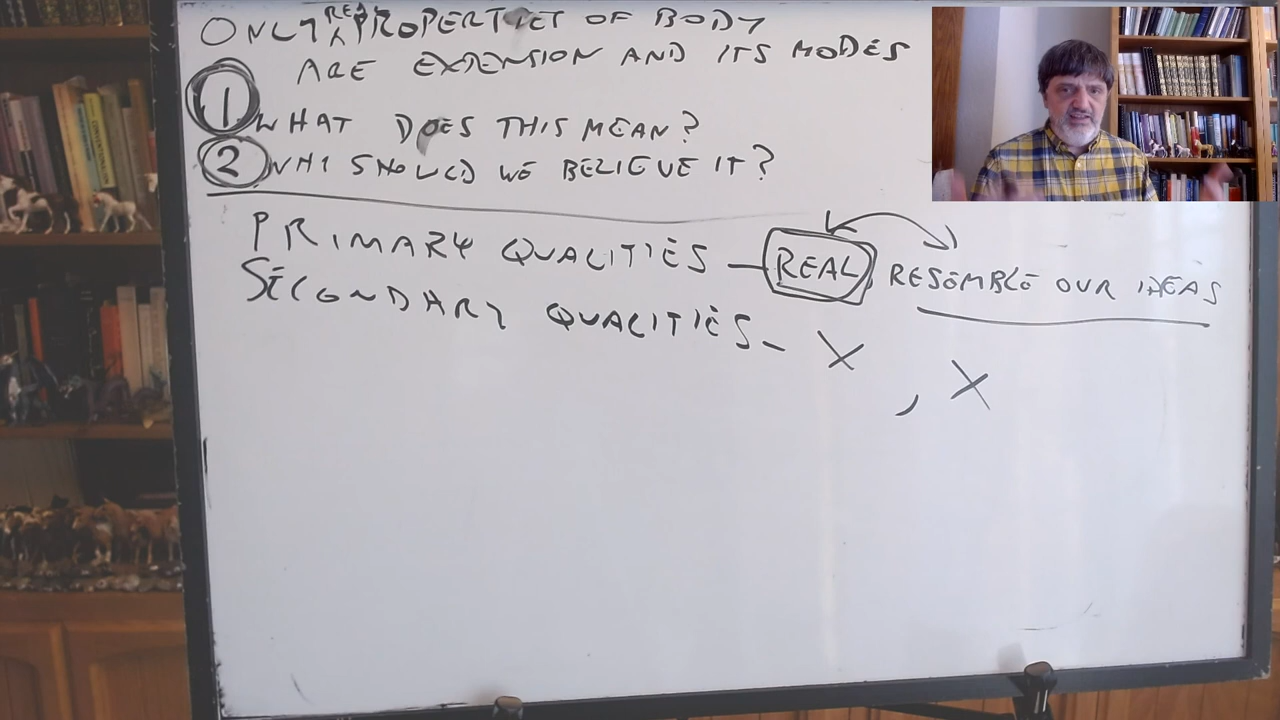 ONLY REAL PROPERTIES OF BODY
ARE EXTENSION AND ITS MODES
1 WHAT DOES THIS MEAN?
2 WHY SHOULD WE BELIEVE IT?
PRIMARY QUALITIES — REAL RESEMBLE OUR IDEAS
SECONDARY QUALITIES - X , X